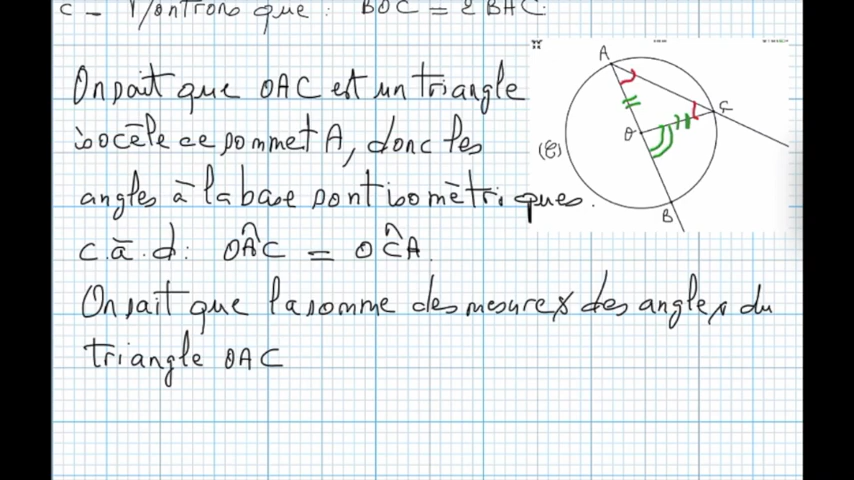 c - Montrons que : BOC = 2 BAC
On sait que OAC est un triangle
isocèle ce sommet A, donc les
angles à la base sont isomètriques.
c.à.d: OÂC = OĈA.
On sait que la somme des mesures des angles du
triangle OAC
A
C
O
(C)
B